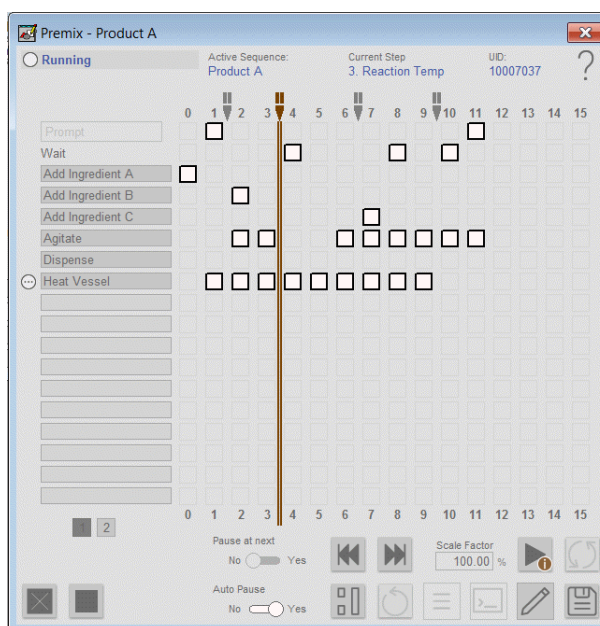 Premix - Product A
Running
Active Sequence:
Product A
Current Step
3. Reaction Temp
UID:
10007037
?
0 1 2 3 4 5 6 7 8 9 10 11 12 13 14 15
Prompt
Wait
Add Ingredient A
Add Ingredient B
Add Ingredient C
Agitate
Dispense
Heat Vessel
0 1 2 3 4 5 6 7 8 9 10 11 12 13 14 15
1 2
Pause at next
No Yes
Scale Factor
100.00 %
Auto Pause
No Yes